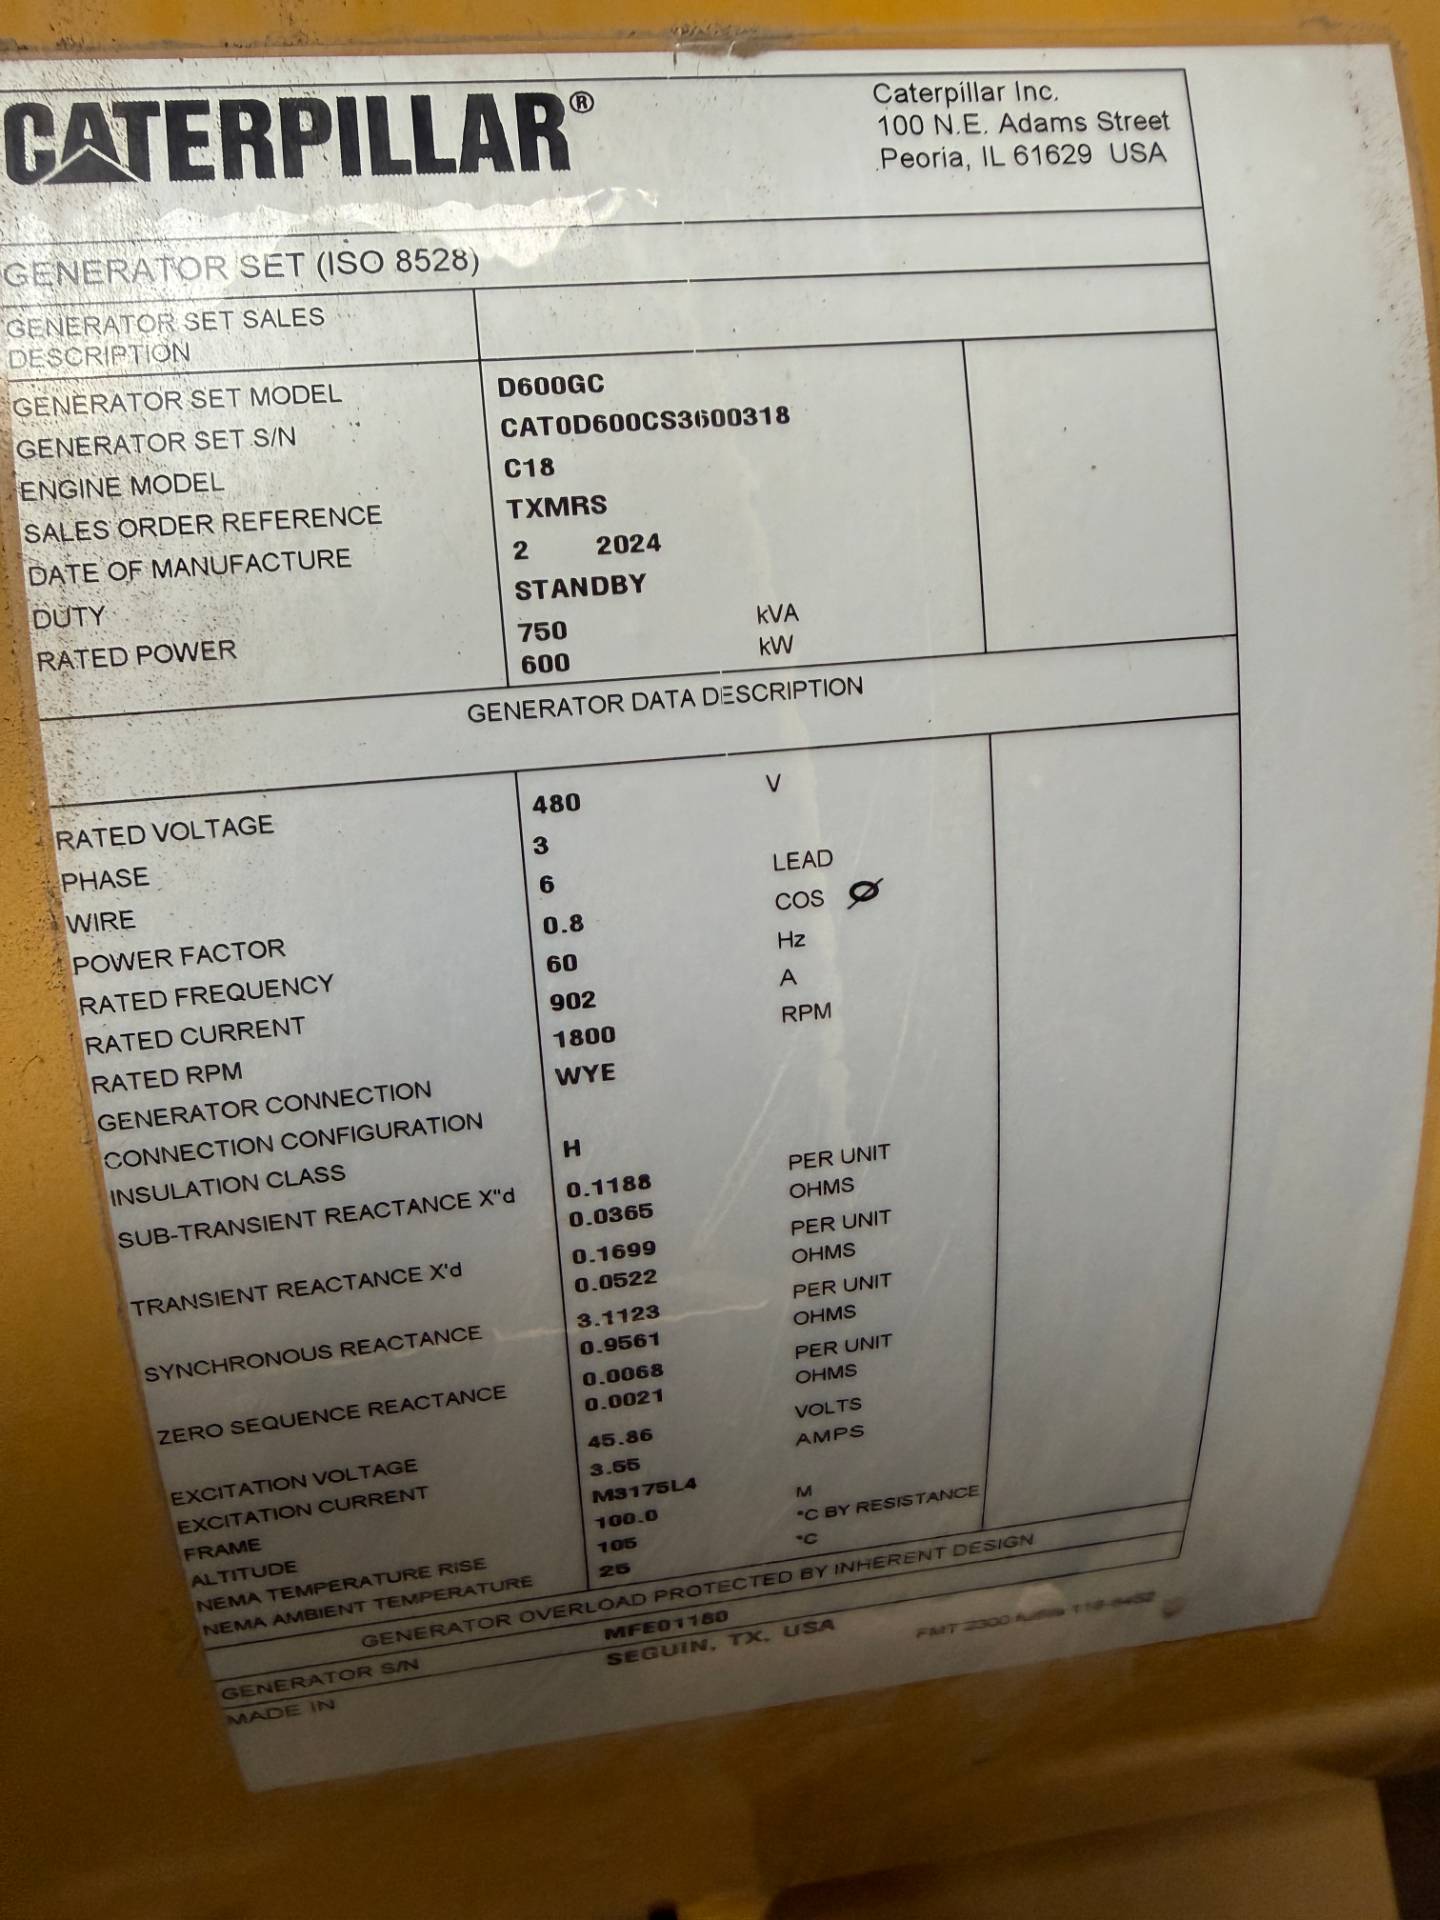 CATERPILLAR®
Caterpillar Inc.
100 N.E. Adams Street
Peoria, IL 61629 USA
GENERATOR SET (ISO 8528)
GENERATOR SET SALES
DESCRIPTION
GENERATOR SET MODEL D600GC
GENERATOR SET S/N CAT0D600CS3600318
ENGINE MODEL C18
SALES ORDER REFERENCE TXMRS
DATE OF MANUFACTURE 2 2024
DUTY STANDBY
RATED POWER 750 kVA
600 kW
GENERATOR DATA DESCRIPTION
RATED VOLTAGE 480 V
PHASE 3
WIRE 6 LEAD
POWER FACTOR 0.8 COS Ø
RATED FREQUENCY 60 Hz
RATED CURRENT 902 A
RATED RPM 1800 RPM
GENERATOR CONNECTION WYE
CONNECTION CONFIGURATION
INSULATION CLASS H
SUB-TRANSIENT REACTANCE X"d 0.1188 PER UNIT
0.0365 OHMS
TRANSIENT REACTANCE X'd 0.1699 PER UNIT
0.0522 OHMS
SYNCHRONOUS REACTANCE 3.1123 PER UNIT
0.9561 OHMS
ZERO SEQUENCE REACTANCE 0.0068 PER UNIT
0.0021 OHMS
EXCITATION VOLTAGE 45.86 VOLTS
EXCITATION CURRENT 3.55 AMPS
FRAME M3175L4
ALTITUDE 100.0 M
NEMA TEMPERATURE RISE 105 °C BY RESISTANCE
NEMA AMBIENT TEMPERATURE 25 °C
GENERATOR OVERLOAD PROTECTED BY INHERENT DESIGN
GENERATOR S/N MFE01180
MADE IN SEGUIN, TX, USA
FMT 2300